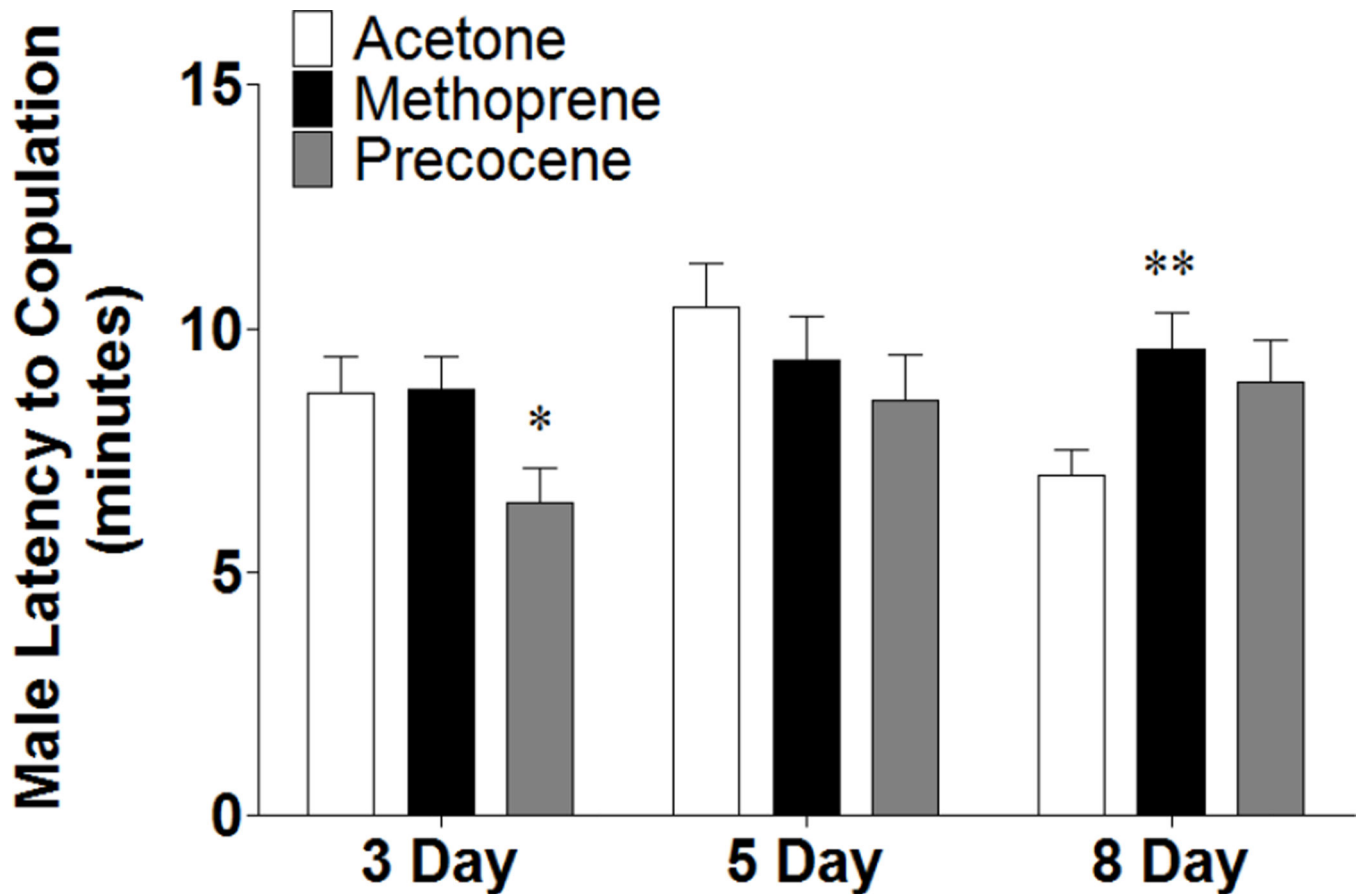 Acetone
Methoprene
Precocene
Male Latency to Copulation
(minutes)
15
10
5
0
*
**
3 Day
5 Day
8 Day